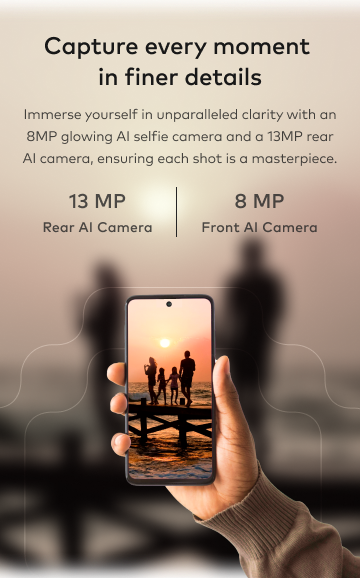 Capture every moment
in finer details
Immerse yourself in unparalleled clarity with an
8MP glowing AI selfie camera and a 13MP rear
AI camera, ensuring each shot is a masterpiece.
13 MP
Rear AI Camera
8 MP
Front AI Camera